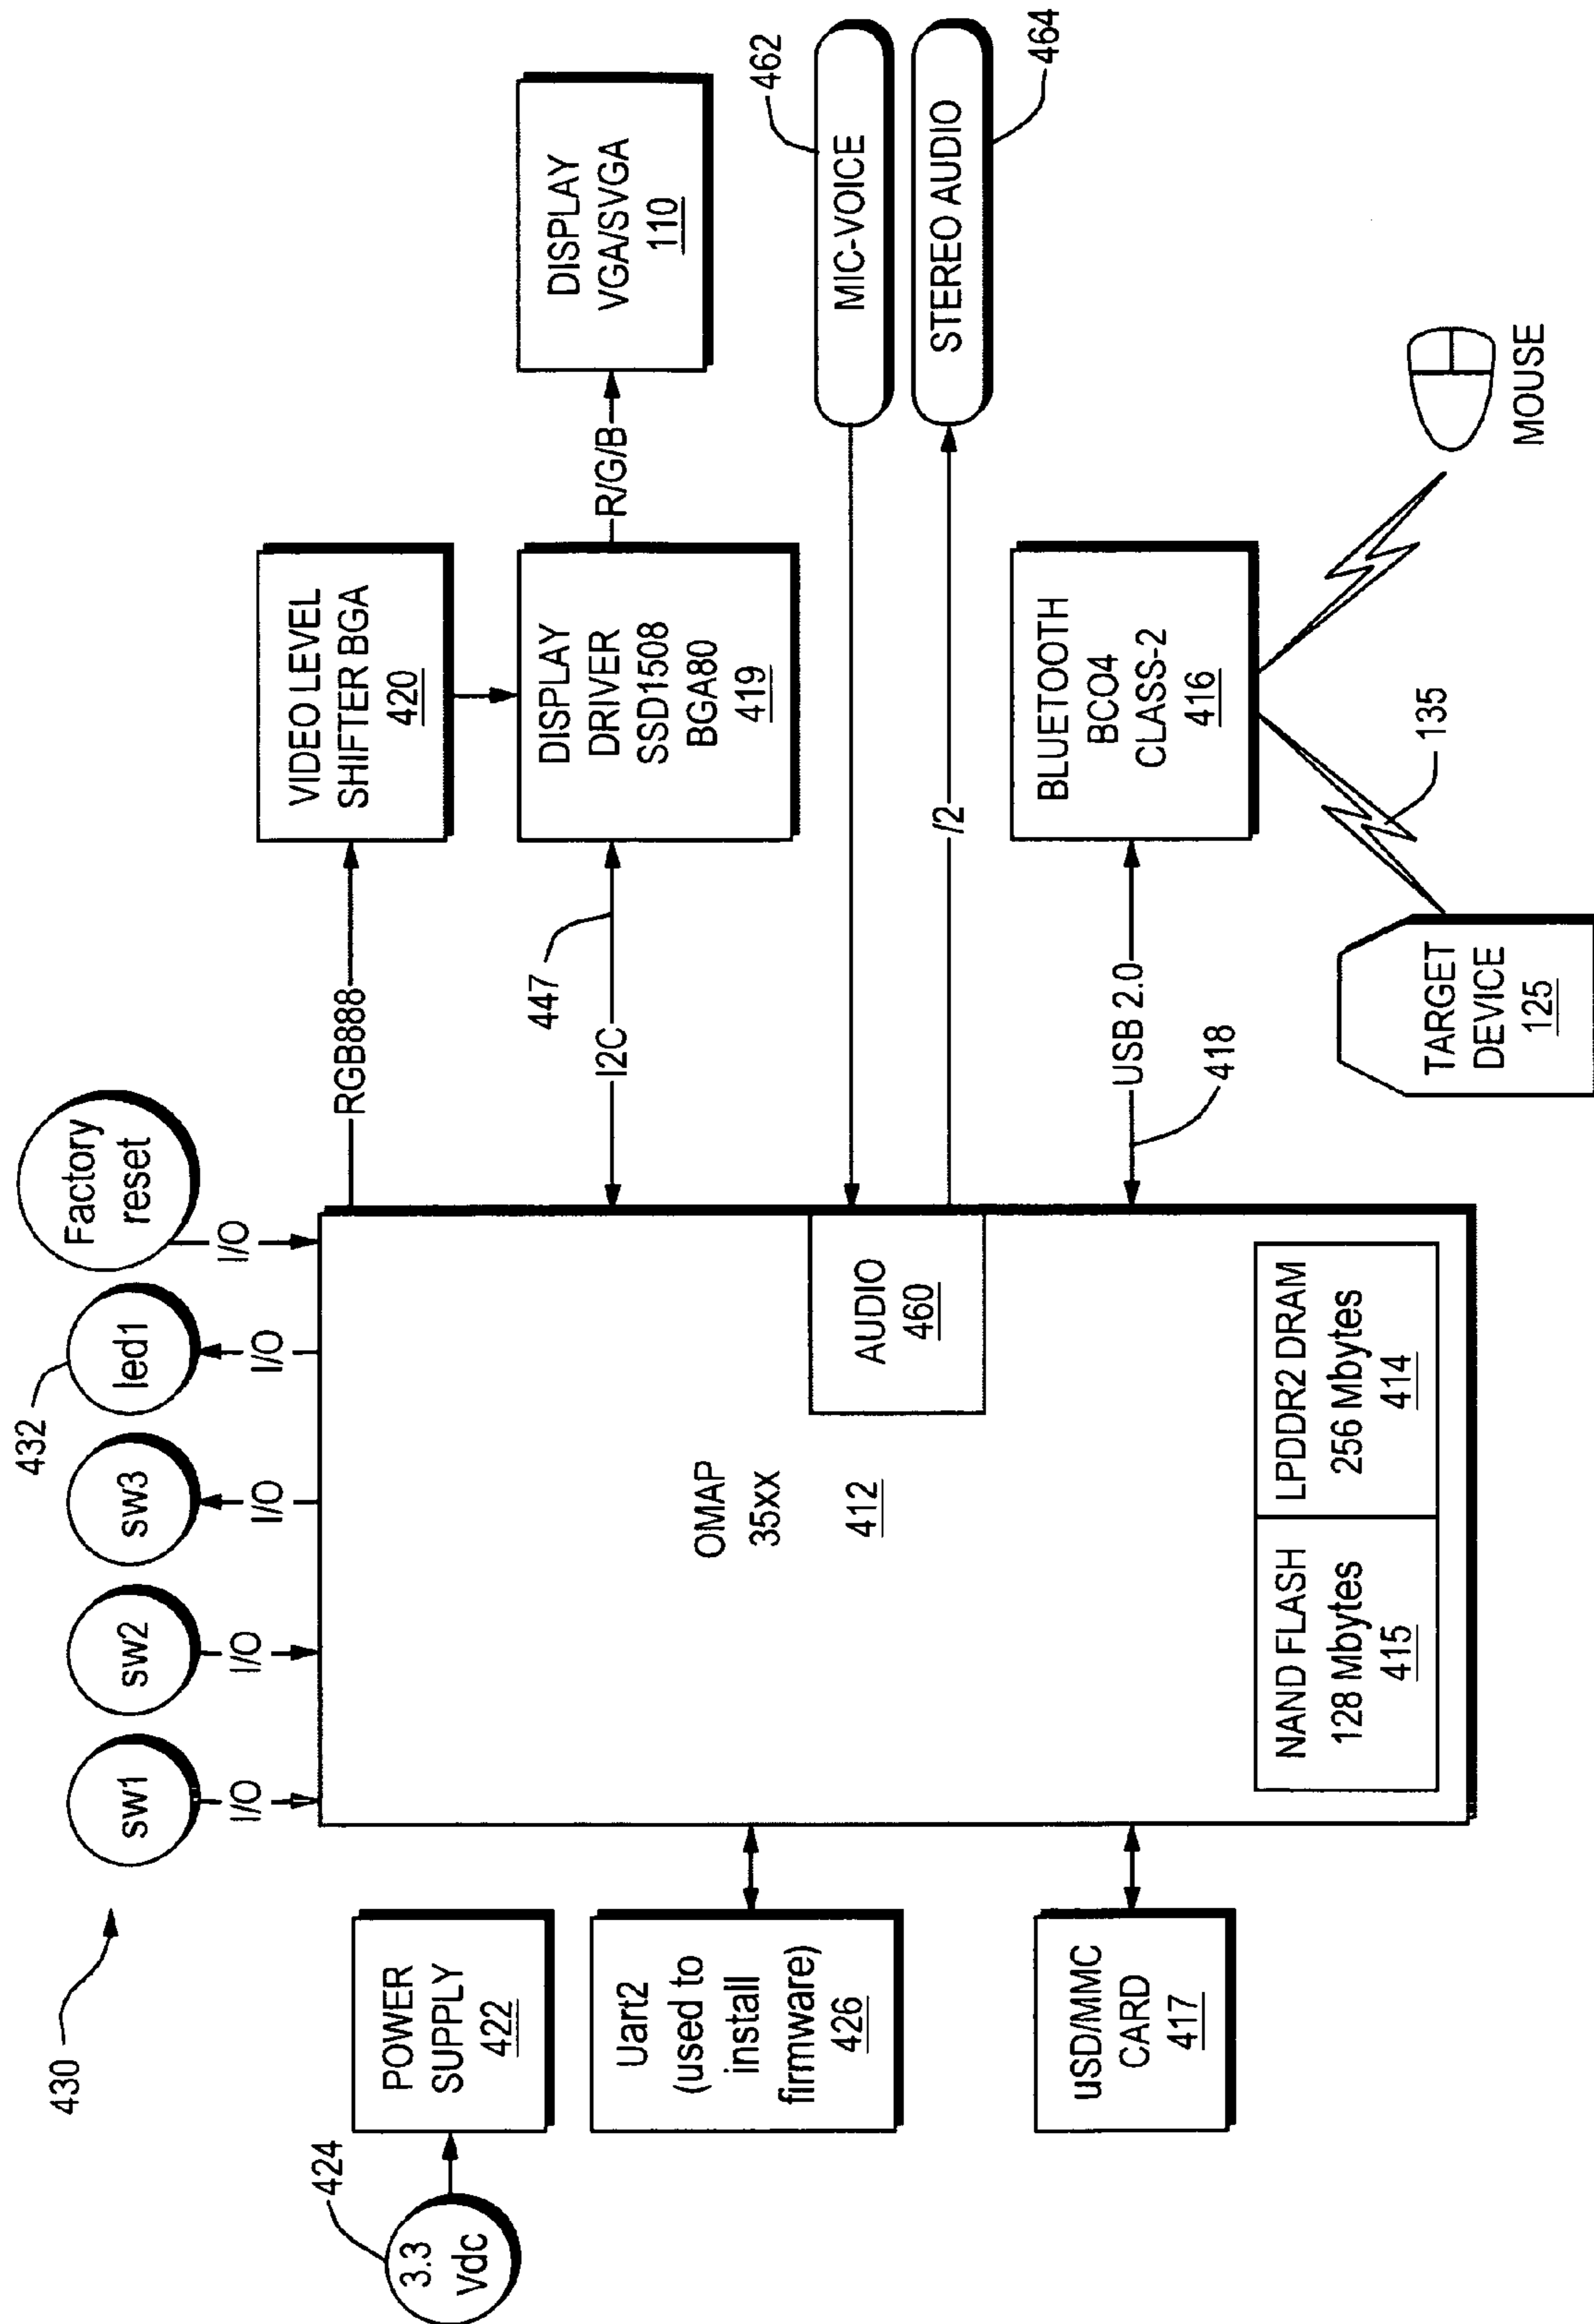 430
sw1
sw2
sw3
led1
432
Factory
reset
I/O
I/O
I/O
I/O
I/O
424
3.3
Vdc
POWER
SUPPLY
422
Uart2
(used to
install
firmware)
426
uSD/MMC
CARD
417
OMAP
35xx
412
AUDIO
460
NAND FLASH
128 Mbytes
415
LPDDR2 DRAM
256 Mbytes
414
RGB888
VIDEO LEVEL
SHIFTER BGA
420
I2C
447
DISPLAY
DRIVER
SSD1508
BGA80
419
R/G/B
DISPLAY
VGA/SVGA
110
MIC-VOICE
462
/2
STEREO AUDIO
464
USB 2.0
418
BLUETOOTH
BCO4
CLASS-2
416
135
TARGET
DEVICE
125
MOUSE